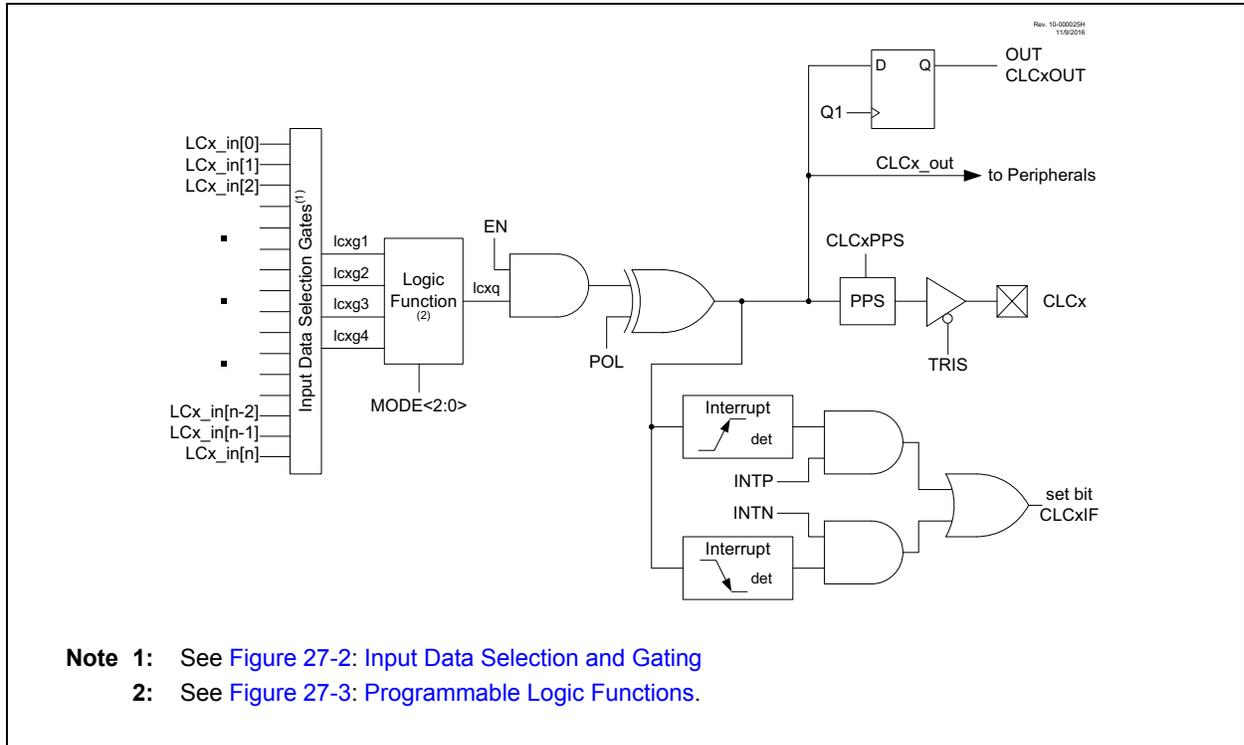 Rev. 10-000025H
11/9/2016
D Q
OUT
CLCxOUT
Q1
CLCx_out
to Peripherals
LCx_in[0]
LCx_in[1]
LCx_in[2]
Input Data Selection Gates(1)
lcxg1
lcxg2
lcxg3
lcxg4
Logic
Function
(2)
MODE<2:0>
lcxq
EN
POL
CLCxPPS
PPS
CLCx
TRIS
LCx_in[n-2]
LCx_in[n-1]
LCx_in[n]
Interrupt
det
INTP
INTN
Interrupt
det
set bit
CLCxIF
Note 1: See Figure 27-2: Input Data Selection and Gating
2: See Figure 27-3: Programmable Logic Functions.